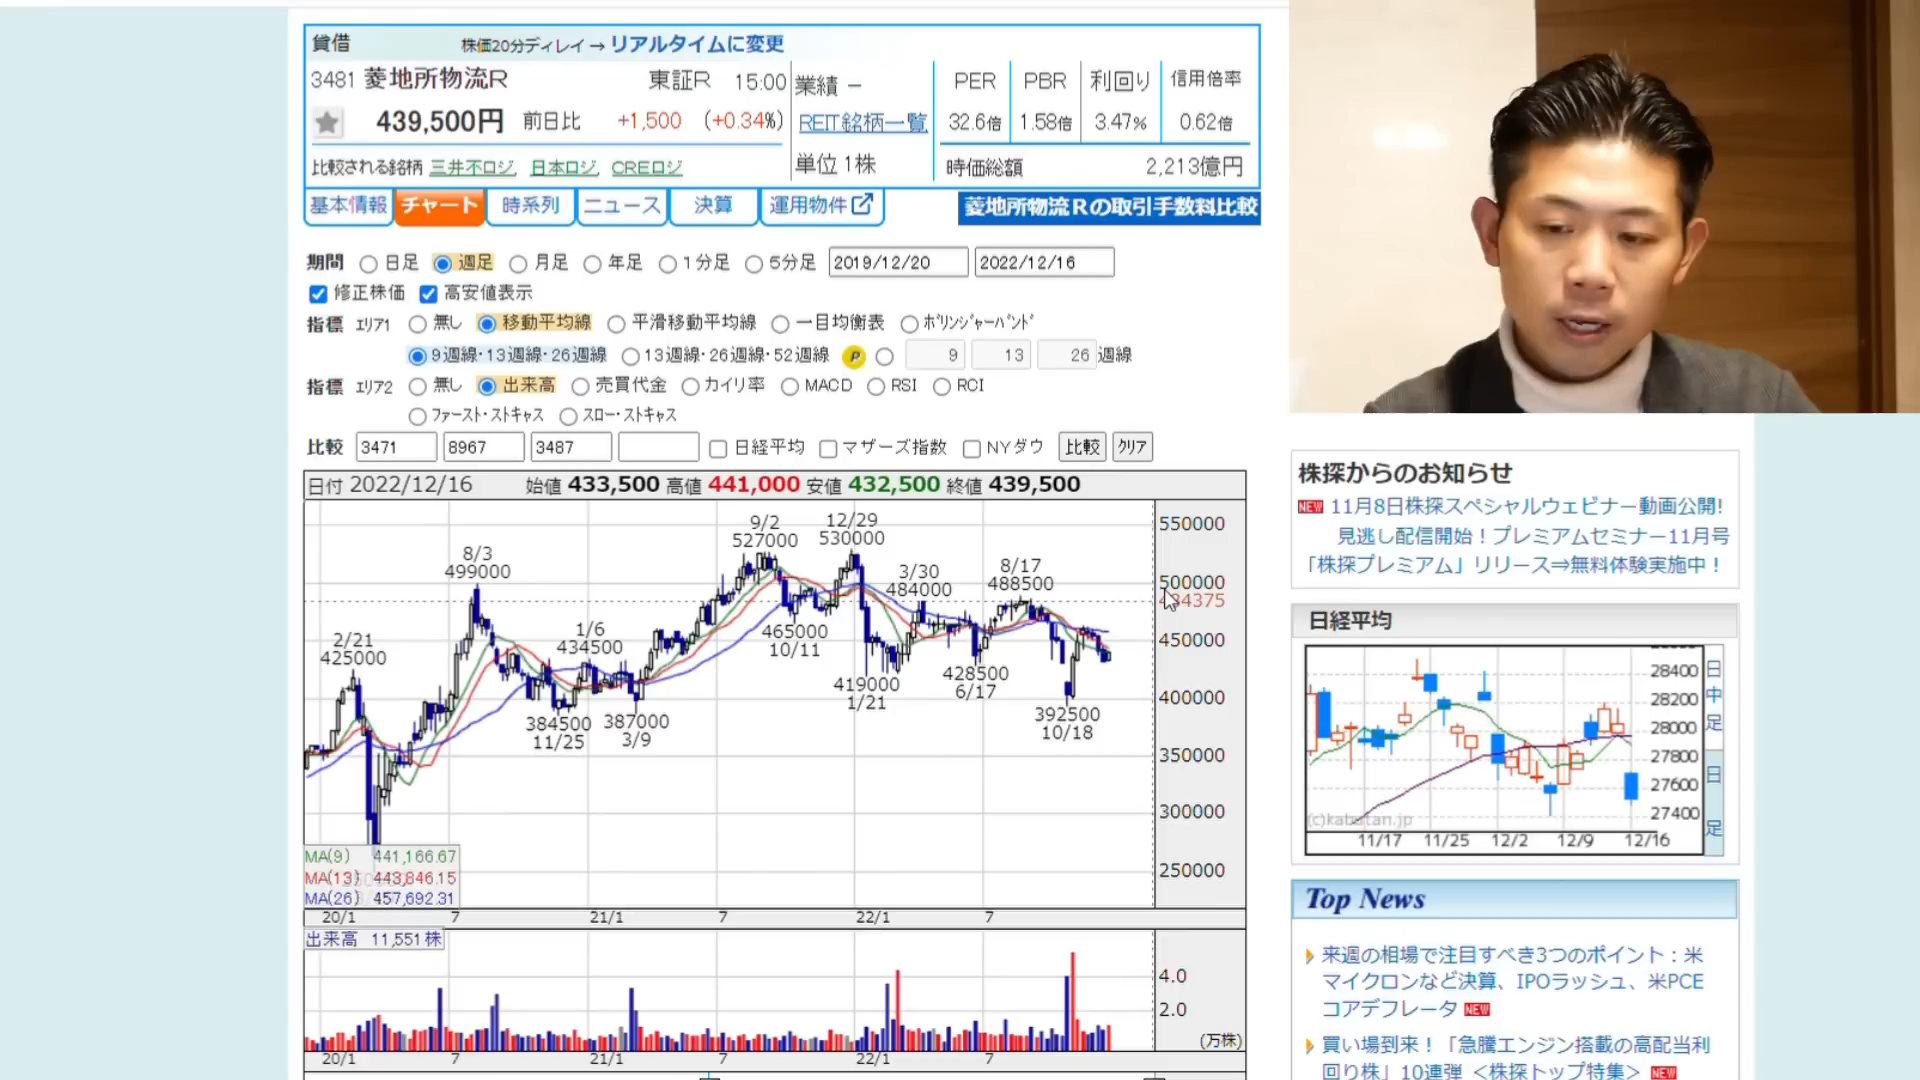 貸借 株価20分ディレイ → リアルタイムに変更
3481 菱地所物流R 東証R 15:00
439,500円 前日比 +1,500 (+0.34%)
比較される銘柄 三井不ロジ, 日本ロジ, CREロジ
業績 −
REIT銘柄一覧
単位 1株
PER PBR 利回り 信用倍率
32.6倍 1.58倍 3.47% 0.62倍
時価総額 2,213億円
基本情報 チャート 時系列 ニュース 決算 運用物件
菱地所物流Rの取引手数料比較
期間 日足 週足 月足 年足 1分足 5分足 2019/12/20 2022/12/16
修正株価 高安値表示
指標 エリア1 無し 移動平均線 平滑移動平均線 一目均衡表 ボリンジャーバンド
9週線・13週線・26週線 13週線・26週線・52週線 P 9 13 26 週線
指標 エリア2 無し 出来高 売買代金 カイリ率 MACD RSI RCI
ファースト・ストキャス スロー・ストキャス
比較 3471 8967 3487 日経平均 マザーズ指数 NYダウ 比較 クリア
日付 2022/12/16 始値 433,500 高値 441,000 安値 432,500 終値 439,500
2/21
425000
8/3
499000
384500
11/25
1/6
434500
387000
3/9
9/2
527000
465000
10/11
12/29
530000
419000
1/21
3/30
484000
428500
6/17
8/17
488500
392500
10/18
550000
500000
450000
400000
350000
300000
250000
MA(9) 441,166.67
MA(13) 443,846.15
MA(26) 457,692.31
20/1 7 21/1 7 22/1 7
出来高 11,551 株
4.0
2.0
(万株)
20/1 7 21/1 7 22/1 7
株探からのお知らせ
NEW 11月8日株探スペシャルウェビナー動画公開!
見逃し配信開始！プレミアムセミナー11月号
「株探プレミアム」リリース⇒無料体験実施中！
日経平均
28400
28200
28000
27800
27600
27400
(c)kabutan.jp
11/17 11/25 12/2 12/9 12/16
日
中
足
日
足
Top News
来週の相場で注目すべき3つのポイント：米
マイクロンなど決算、IPOラッシュ、米PCE
コアデフレータ NEW
買い場到来！「急騰エンジン搭載の高配当利
回り株」10連弾 <株探トップ特集> NEW